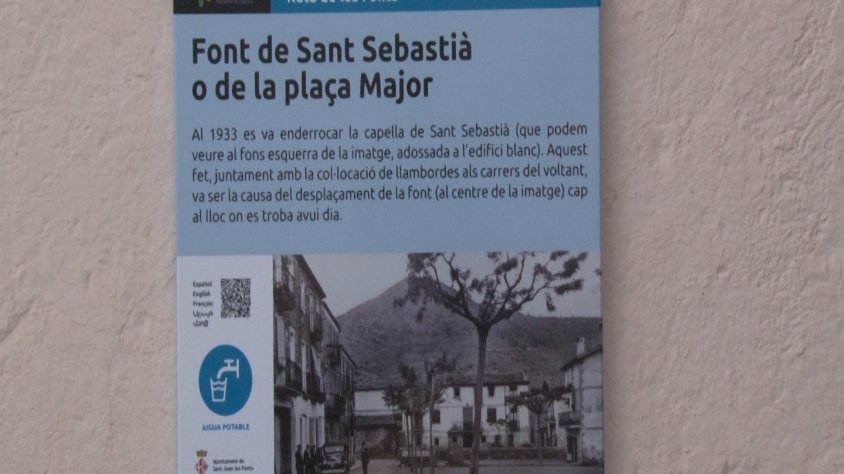 Ruta de les Fonts
Font de Sant Sebastià
o de la plaça Major
Al 1933 es va enderrocar la capella de Sant Sebastià (que podem
veure al fons esquerra de la imatge, adossada a l'edifici blanc). Aquest
fet, juntament amb la col·locació de llambordes als carrers del voltant,
va ser la causa del desplaçament de la font (al centre de la imatge) cap
al lloc on es troba avui dia.
Español
English
Français
AIGUA POTABLE
Ajuntament de
Sant Joan les Fonts